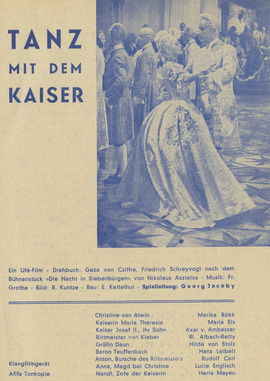 TANZ
MIT DEM
KAISER
Ein Ufa-Film - Drehbuch: Geza von Cziffra, Friedrich Schreyvogl nach dem
Bühnenstück »Die Nacht in Siebenbürgen« von Nikolaus Asztalos - Musik: Fr.
Grothe - Bild: R. Kuntze - Bau: E. Kettelhut - Spielleitung: Georg Jacoby
Christine von Alwin . Marika Rökk
Kaiserin Maria Theresia Maria Eis
Kaiser Josef II., ihr Sohn Axel v. Ambesser
Rittmeister von Kleber W. Albach-Retty
Gräfin Daun . Hilde von Stolz
Baron Teuffenbach Hans Leibelt
Anton, Bursche des Rittmeisters Rudolf Carl
Klangfilmgerät Anna, Magd bei Christine . Lucie Englisch
Afifa Tonkopie Nandl, Zofe der Kaiserin . Herta Mayen